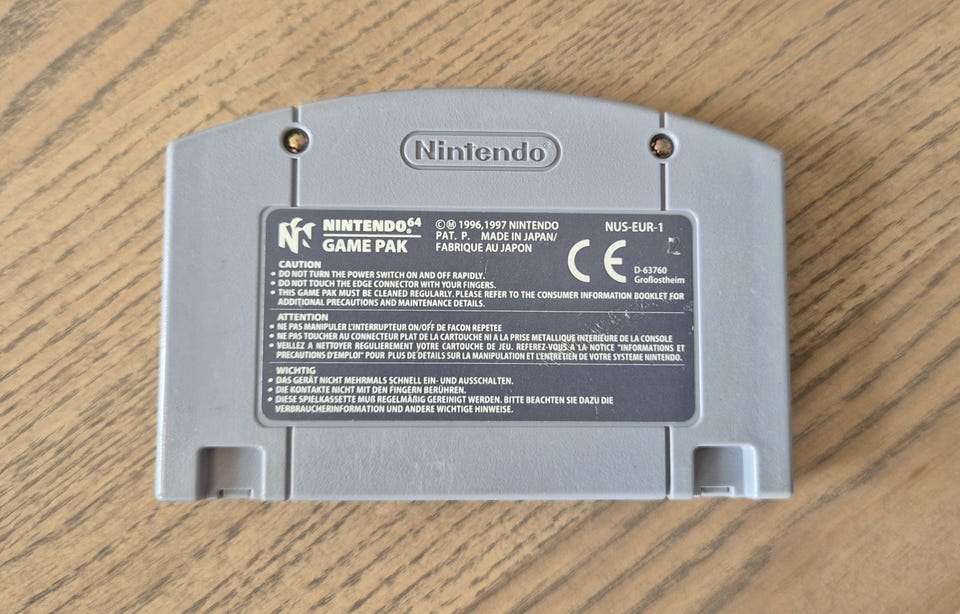 Nintendo®
NINTENDO⁶⁴
GAME PAK
©Ⓜ 1996,1997 NINTENDO
PAT. P. MADE IN JAPAN/
FABRIQUE AU JAPON
NUS-EUR-1
CE
D-63760
Großostheim
CAUTION
• DO NOT TURN THE POWER SWITCH ON AND OFF RAPIDLY.
• DO NOT TOUCH THE EDGE CONNECTOR WITH YOUR FINGERS.
• THIS GAME PAK MUST BE CLEANED REGULARLY. PLEASE REFER TO THE CONSUMER INFORMATION BOOKLET FOR
ADDITIONAL PRECAUTIONS AND MAINTENANCE DETAILS.
ATTENTION
• NE PAS MANIPULER L'INTERRUPTEUR ON/OFF DE FACON REPETEE
• NE PAS TOUCHER AU CONNECTEUR PLAT DE LA CARTOUCHE NI A LA PRISE METALLIQUE INTERIEURE DE LA CONSOLE
• VEILLEZ A NETTOYER REGULIEREMENT VOTRE CARTOUCHE DE JEU. REFEREZ-VOUS A LA NOTICE "INFORMATIONS ET
PRECAUTIONS D'EMPLOI" POUR PLUS DE DETAILS SUR LA MANIPULATION ET L'ENTRETIEN DE VOTRE SYSTEME NINTENDO.
WICHTIG
• DAS GERÄT NICHT MEHRMALS SCHNELL EIN- UND AUSSCHALTEN.
• DIE KONTAKTE NICHT MIT DEN FINGERN BERÜHREN.
• DIESE SPIELKASSETTE MUß REGELMÄßIG GEREINIGT WERDEN. BITTE BEACHTEN SIE DAZU DIE
VERBRAUCHERINFORMATION UND ANDERE WICHTIGE HINWEISE.